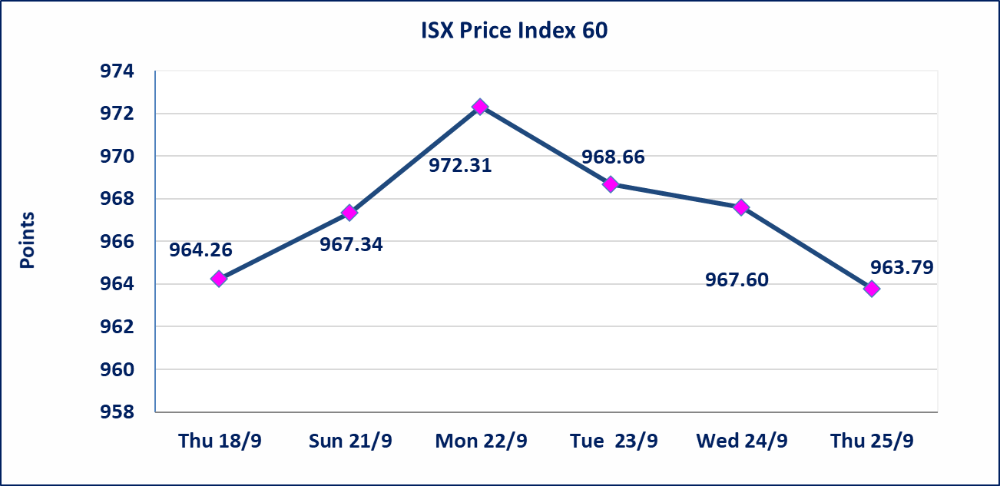 ISX Price Index 60
Points
974
972
970
968
966
964
962
960
958
964.26
967.34
972.31
968.66
967.60
963.79
Thu 18/9
Sun 21/9
Mon 22/9
Tue  23/9
Wed 24/9
Thu 25/9